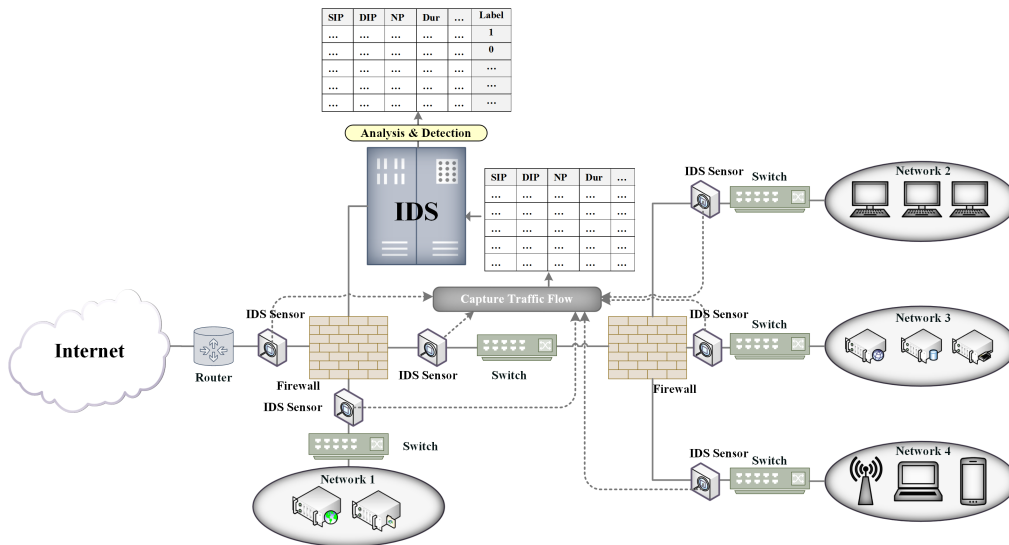 SIP DIP NP Dur ... Label
... ... ... ... ... 1
... ... ... ... ... 0
... ... ... ... ... ...
... ... ... ... ... ...
... ... ... ... ... ...
Analysis & Detection
IDS
SIP DIP NP Dur ...
... ... ... ... ...
... ... ... ... ...
... ... ... ... ...
... ... ... ... ...
... ... ... ... ...
IDS Sensor
Switch
Network 2
Capture Traffic Flow
Internet
Router
IDS Sensor
Firewall
IDS Sensor
Switch
IDS Sensor
Firewall
Switch
Network 3
IDS Sensor
Switch
Network 1
IDS Sensor
Switch
Network 4